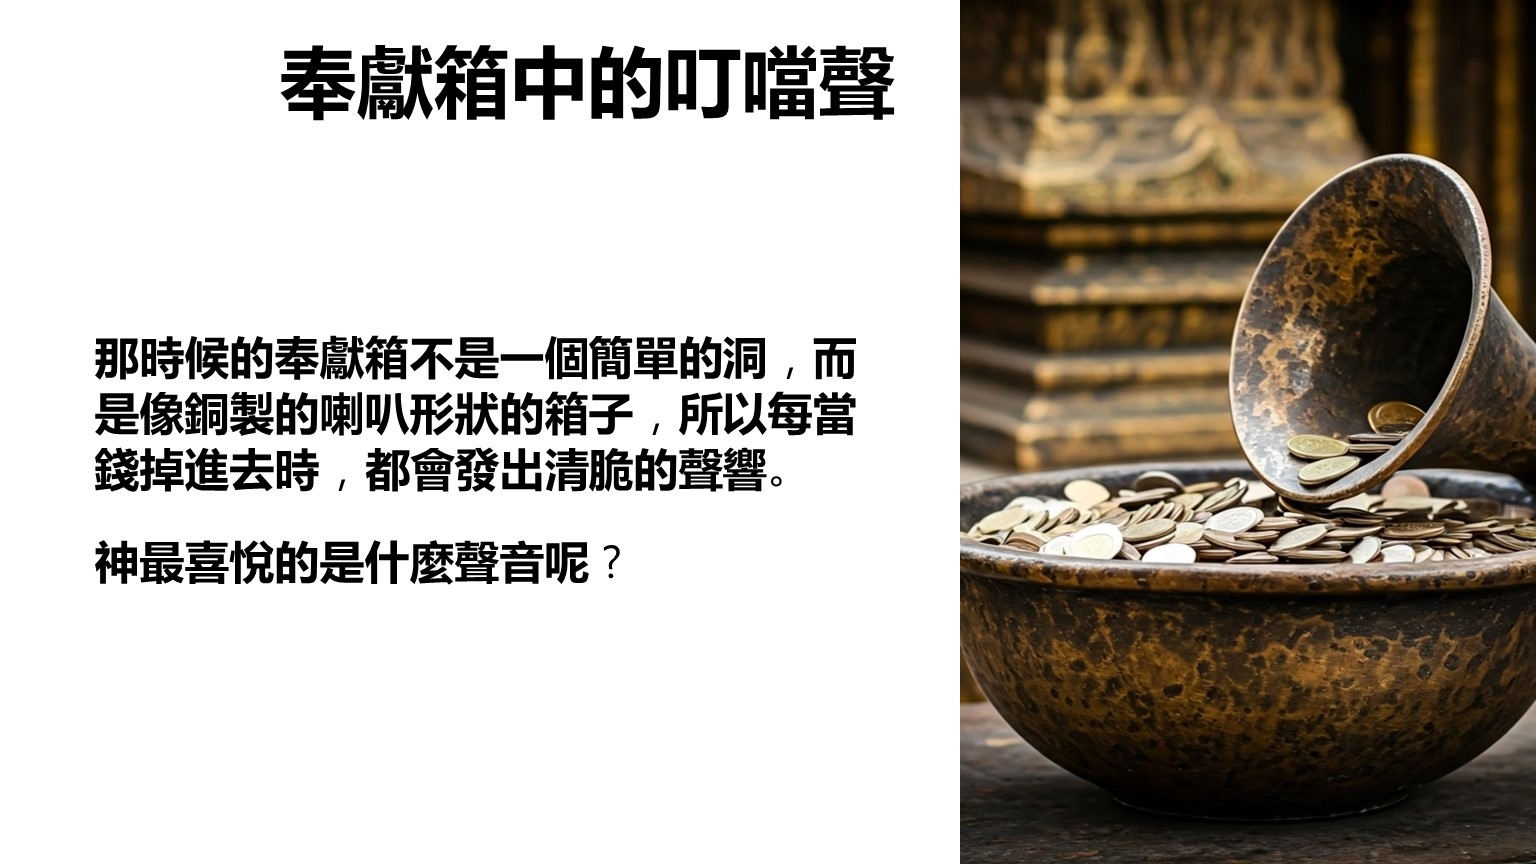 奉獻箱中的叮噹聲
那時候的奉獻箱不是一個簡單的洞，而
是像銅製的喇叭形狀的箱子，所以每當
錢掉進去時，都會發出清脆的聲響。
神最喜悅的是什麼聲音呢？